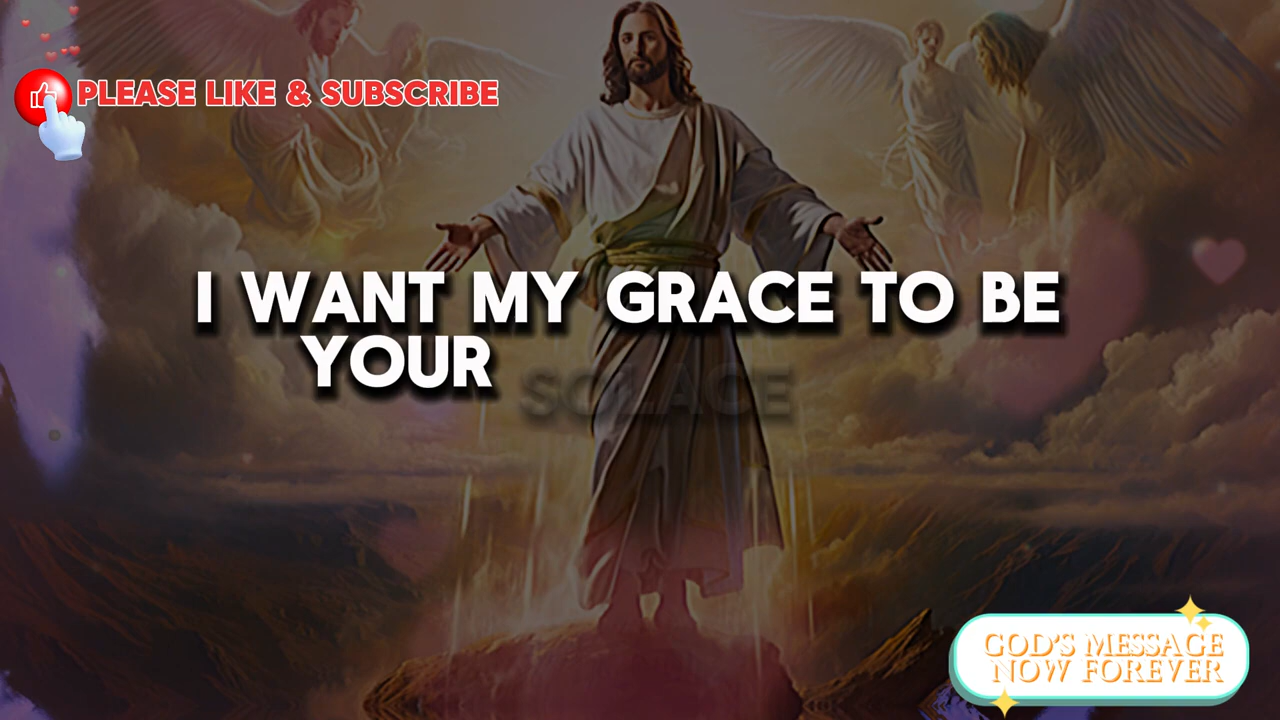 PLEASE LIKE & SUBSCRIBE
I WANT MY GRACE TO BE
YOUR SOLACE
GOD'S MESSAGE
NOW FOREVER